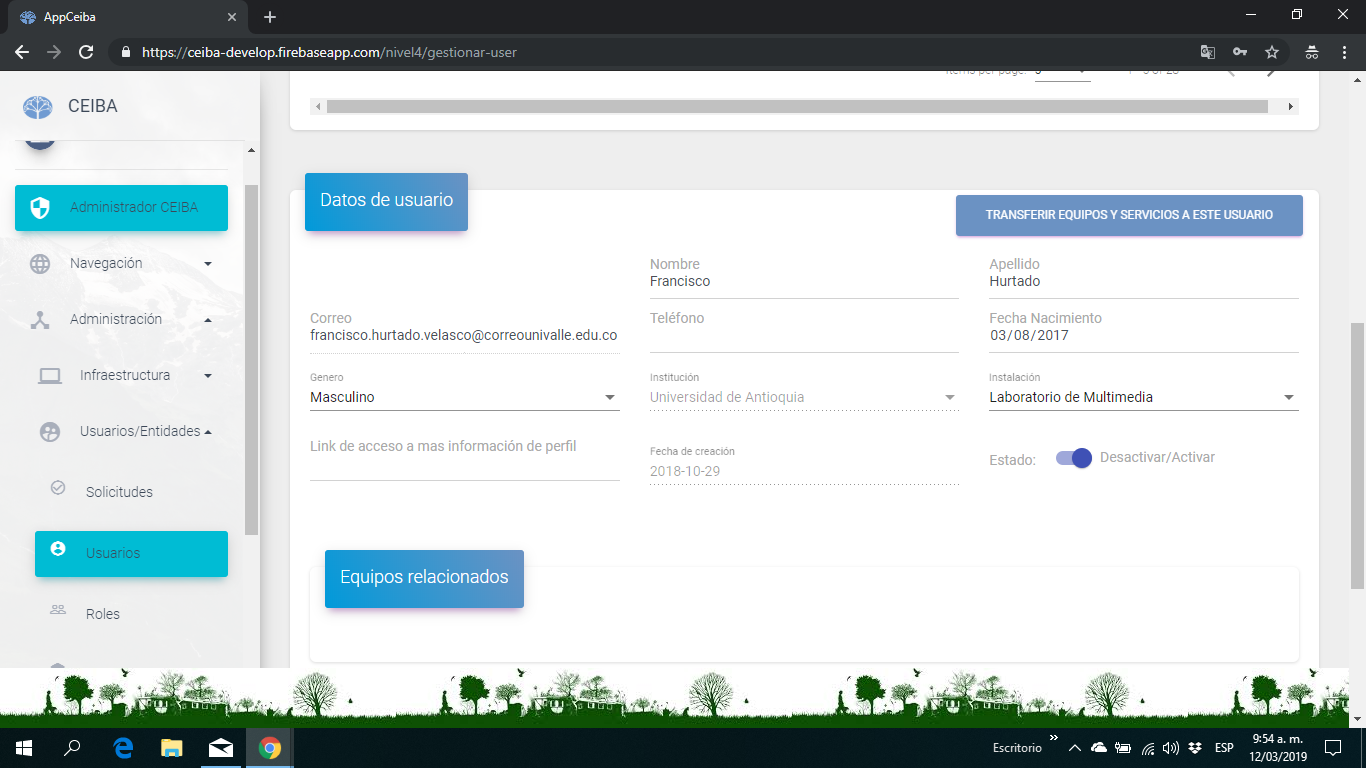 AppCeiba
https://ceiba-develop.firebaseapp.com/nivel4/gestionar-user
CEIBA
Administrador CEIBA
Navegación
Administración
Infraestructura
Usuarios/Entidades
Solicitudes
Usuarios
Roles
Items per page:
Datos de usuario
TRANSFERIR EQUIPOS Y SERVICIOS A ESTE USUARIO
Nombre
Francisco
Apellido
Hurtado
Correo
francisco.hurtado.velasco@correounivalle.edu.co
Teléfono
Fecha Nacimiento
03/08/2017
Genero
Masculino
Institución
Universidad de Antioquia
Instalación
Laboratorio de Multimedia
Link de acceso a mas información de perfil
Fecha de creación
2018-10-29
Estado:
Desactivar/Activar
Equipos relacionados
Escritorio
ESP
9:54 a. m.
12/03/2019